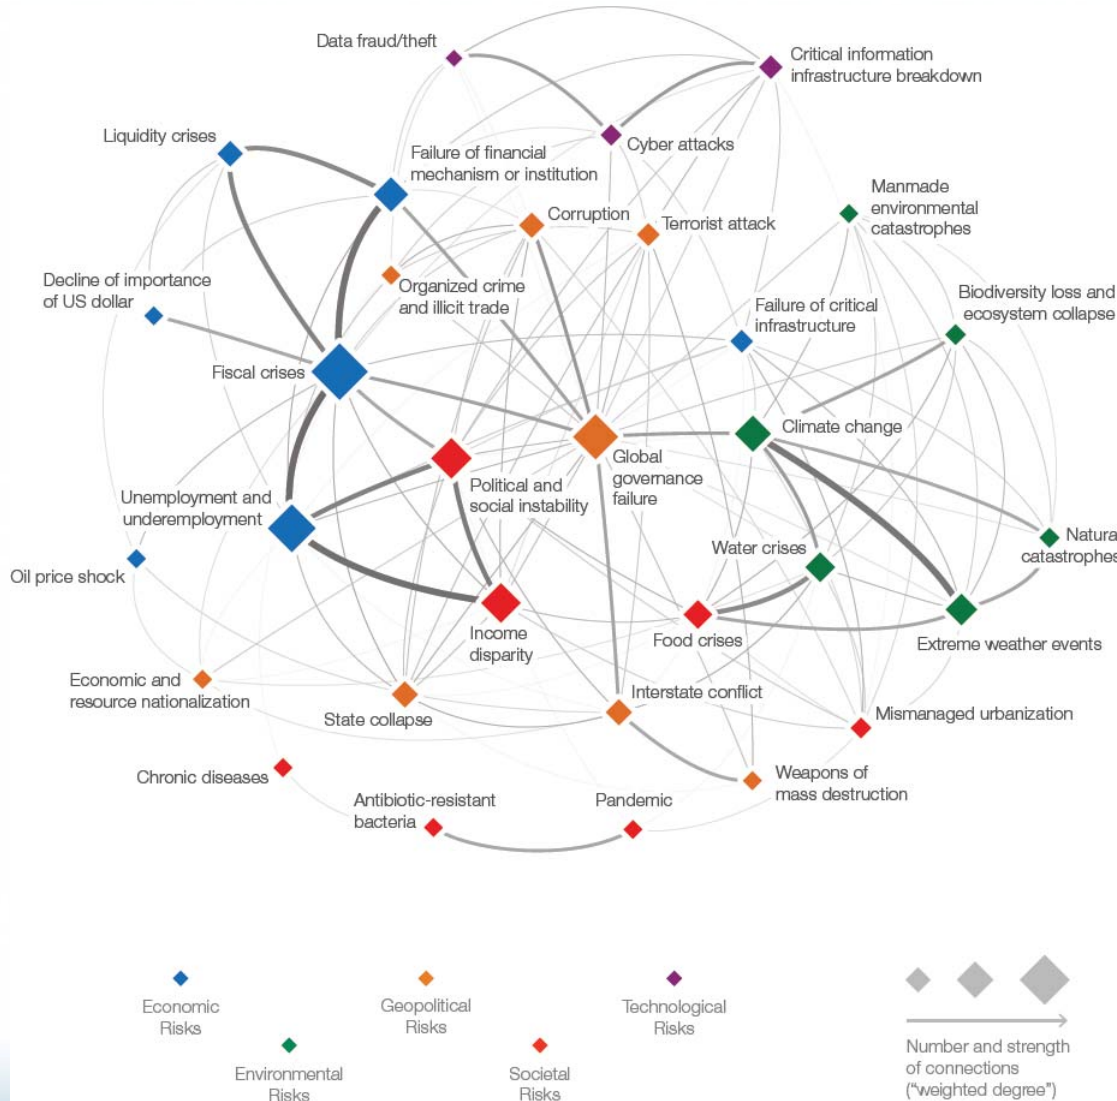 Data fraud/theft
Critical information
infrastructure breakdown
Liquidity crises
Cyber attacks
Failure of financial
mechanism or institution
Manmade
environmental
catastrophes
Corruption
Terrorist attack
Decline of importance
of US dollar
Organized crime
and illicit trade
Biodiversity loss and
ecosystem collapse
Failure of critical
infrastructure
Fiscal crises
Climate change
Global
governance
failure
Political and
social instability
Unemployment and
underemployment
Water crises
Natura
catastrophes
Oil price shock
Income
disparity
Food crises
Extreme weather events
Economic and
resource nationalization
State collapse
Interstate conflict
Mismanaged urbanization
Chronic diseases
Weapons of
mass destruction
Antibiotic-resistant
bacteria
Pandemic
Economic
Risks
Geopolitical
Risks
Technological
Risks
Environmental
Risks
Societal
Risks
Number and strength
of connections
(“weighted degree”)